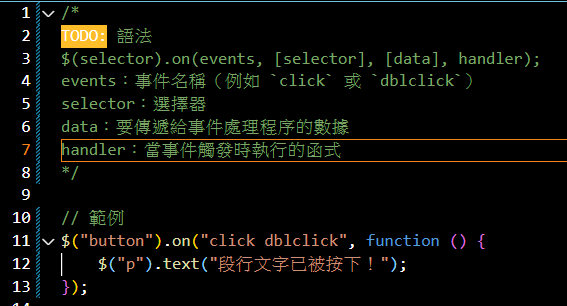 1 /*
2 TODO: 語法
3 $(selector).on(events, [selector], [data], handler);
4 events：事件名稱（例如 `click` 或 `dblclick`）
5 selector：選擇器
6 data：要傳遞給事件處理程序的數據
7 handler：當事件觸發時執行的函式
8 */
9
10 // 範例
11 $("button").on("click dblclick", function () {
12 $("p").text("段行文字已被按下！");
13 });